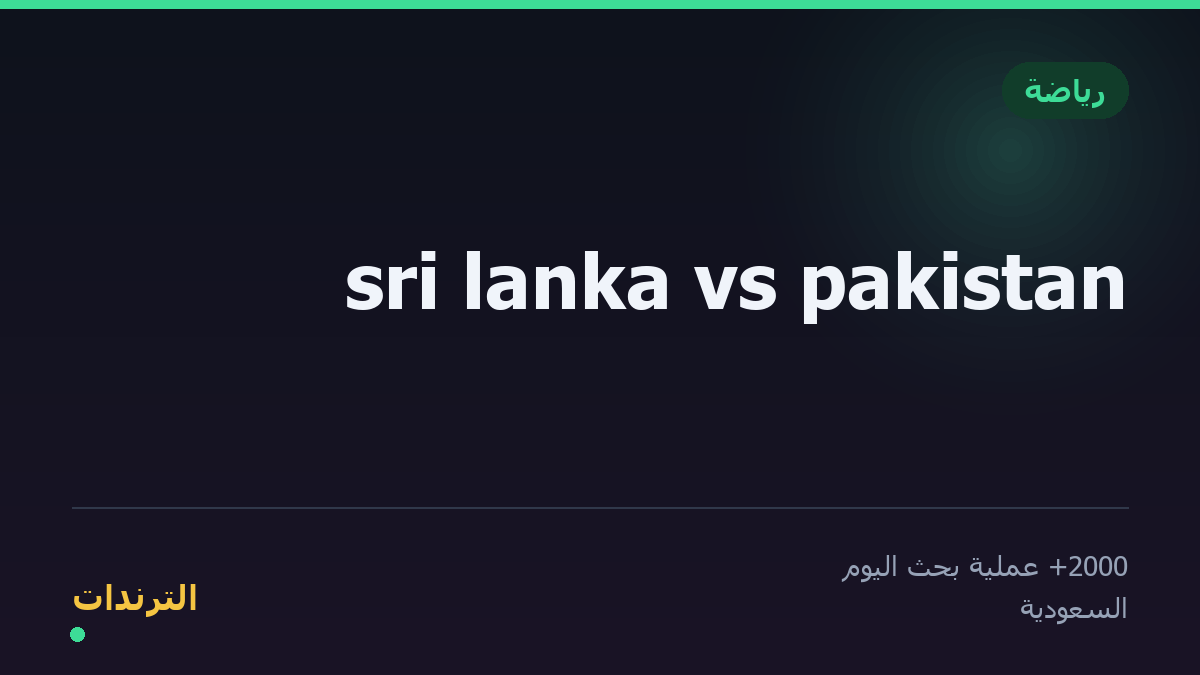 رياضة
sri lanka vs pakistan
2000+ عملية بحث اليوم
السعودية
الترندات